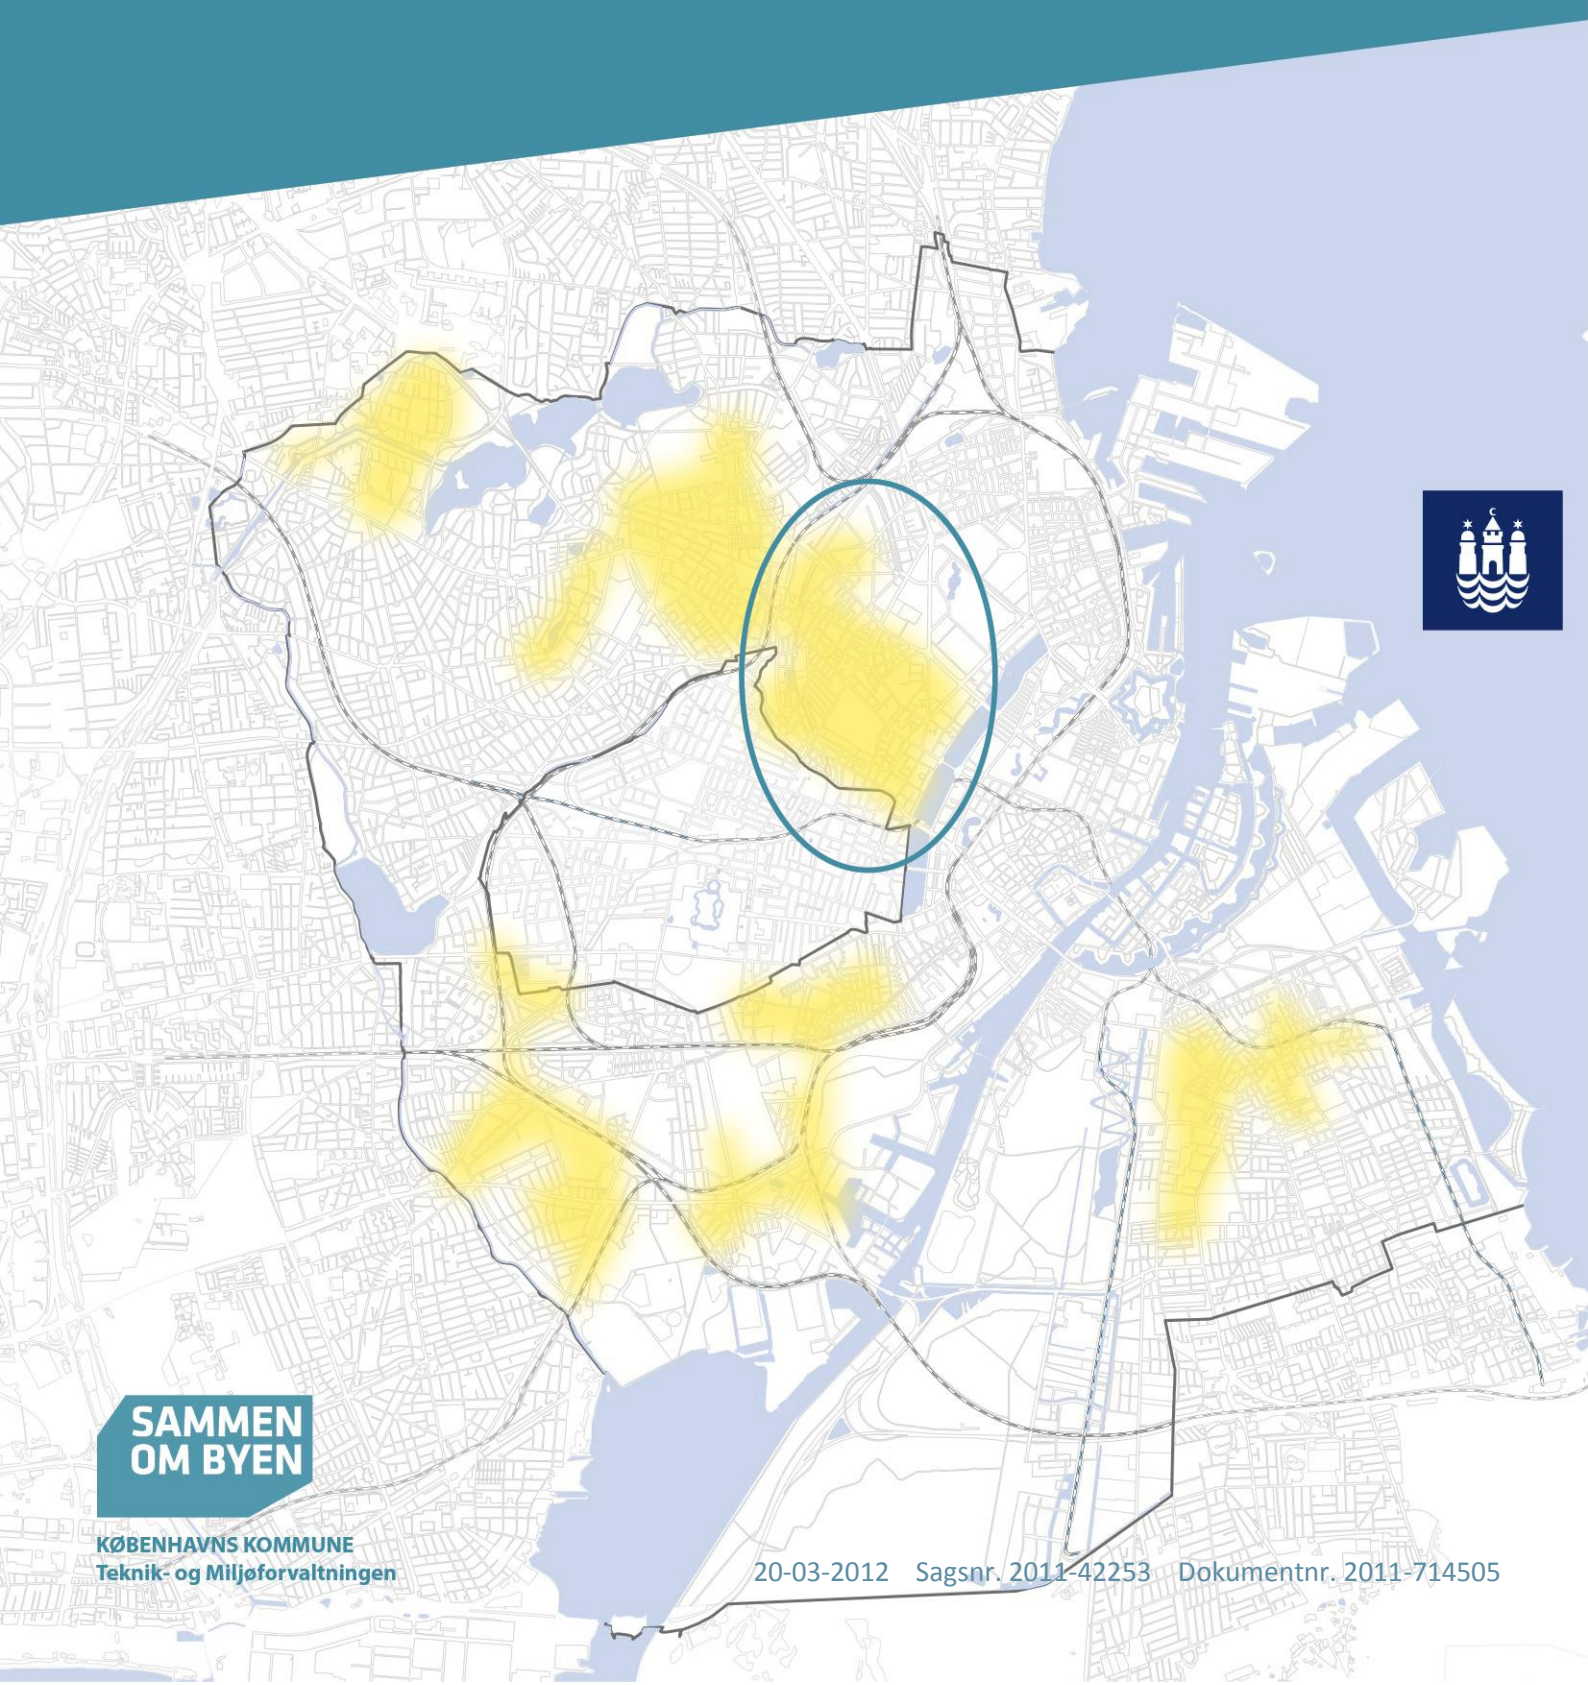 SAMMEN
OM BYEN
KØBENHAVNS KOMMUNE
Teknik- og Miljøforvaltningen
20-03-2012 Sagsnr. 2011-42253 Dokumentnr. 2011-714505